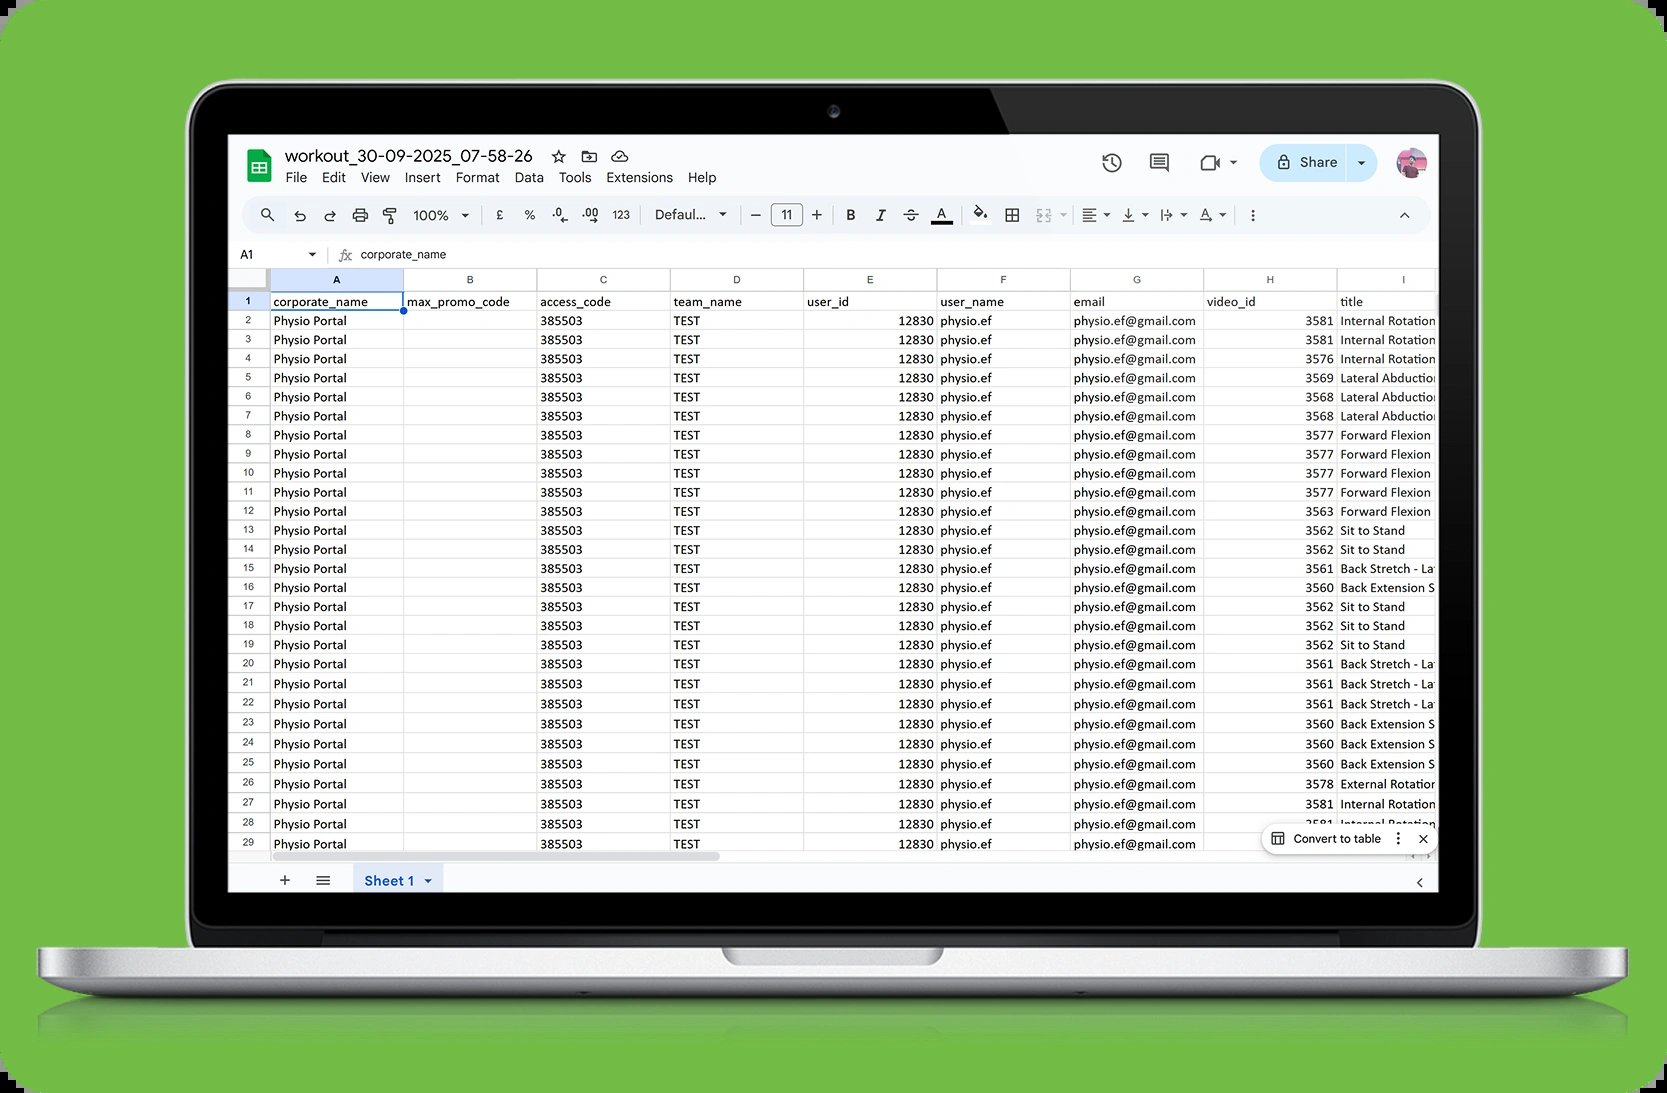 workout_30-09-2025_07-58-26
File Edit View Insert Format Data Tools Extensions Help
Share
100% £ % .0 .00 123 Defaul... − 11 + B I S A
A1 fx corporate_name
A B C D E F G H I
1 corporate_name max_promo_code access_code team_name user_id user_name email video_id title
2 Physio Portal 385503 TEST 12830 physio.ef physio.ef@gmail.com 3581 Internal Rotation
3 Physio Portal 385503 TEST 12830 physio.ef physio.ef@gmail.com 3581 Internal Rotation
4 Physio Portal 385503 TEST 12830 physio.ef physio.ef@gmail.com 3576 Internal Rotation
5 Physio Portal 385503 TEST 12830 physio.ef physio.ef@gmail.com 3569 Lateral Abductio
6 Physio Portal 385503 TEST 12830 physio.ef physio.ef@gmail.com 3568 Lateral Abductio
7 Physio Portal 385503 TEST 12830 physio.ef physio.ef@gmail.com 3568 Lateral Abductio
8 Physio Portal 385503 TEST 12830 physio.ef physio.ef@gmail.com 3577 Forward Flexion
9 Physio Portal 385503 TEST 12830 physio.ef physio.ef@gmail.com 3577 Forward Flexion
10 Physio Portal 385503 TEST 12830 physio.ef physio.ef@gmail.com 3577 Forward Flexion
11 Physio Portal 385503 TEST 12830 physio.ef physio.ef@gmail.com 3577 Forward Flexion
12 Physio Portal 385503 TEST 12830 physio.ef physio.ef@gmail.com 3563 Forward Flexion
13 Physio Portal 385503 TEST 12830 physio.ef physio.ef@gmail.com 3562 Sit to Stand
14 Physio Portal 385503 TEST 12830 physio.ef physio.ef@gmail.com 3562 Sit to Stand
15 Physio Portal 385503 TEST 12830 physio.ef physio.ef@gmail.com 3561 Back Stretch - La
16 Physio Portal 385503 TEST 12830 physio.ef physio.ef@gmail.com 3560 Back Extension S
17 Physio Portal 385503 TEST 12830 physio.ef physio.ef@gmail.com 3562 Sit to Stand
18 Physio Portal 385503 TEST 12830 physio.ef physio.ef@gmail.com 3562 Sit to Stand
19 Physio Portal 385503 TEST 12830 physio.ef physio.ef@gmail.com 3562 Sit to Stand
20 Physio Portal 385503 TEST 12830 physio.ef physio.ef@gmail.com 3561 Back Stretch - La
21 Physio Portal 385503 TEST 12830 physio.ef physio.ef@gmail.com 3561 Back Stretch - La
22 Physio Portal 385503 TEST 12830 physio.ef physio.ef@gmail.com 3561 Back Stretch - La
23 Physio Portal 385503 TEST 12830 physio.ef physio.ef@gmail.com 3560 Back Extension S
24 Physio Portal 385503 TEST 12830 physio.ef physio.ef@gmail.com 3560 Back Extension S
25 Physio Portal 385503 TEST 12830 physio.ef physio.ef@gmail.com 3560 Back Extension S
26 Physio Portal 385503 TEST 12830 physio.ef physio.ef@gmail.com 3578 External Rotation
27 Physio Portal 385503 TEST 12830 physio.ef physio.ef@gmail.com 3581 Internal Rotation
28 Physio Portal 385503 TEST 12830 physio.ef physio.ef@gmail.com 3581 Internal Rotation
29 Physio Portal 385503 TEST 12830 physio.ef physio.ef@gmail.com
Convert to table
Sheet 1